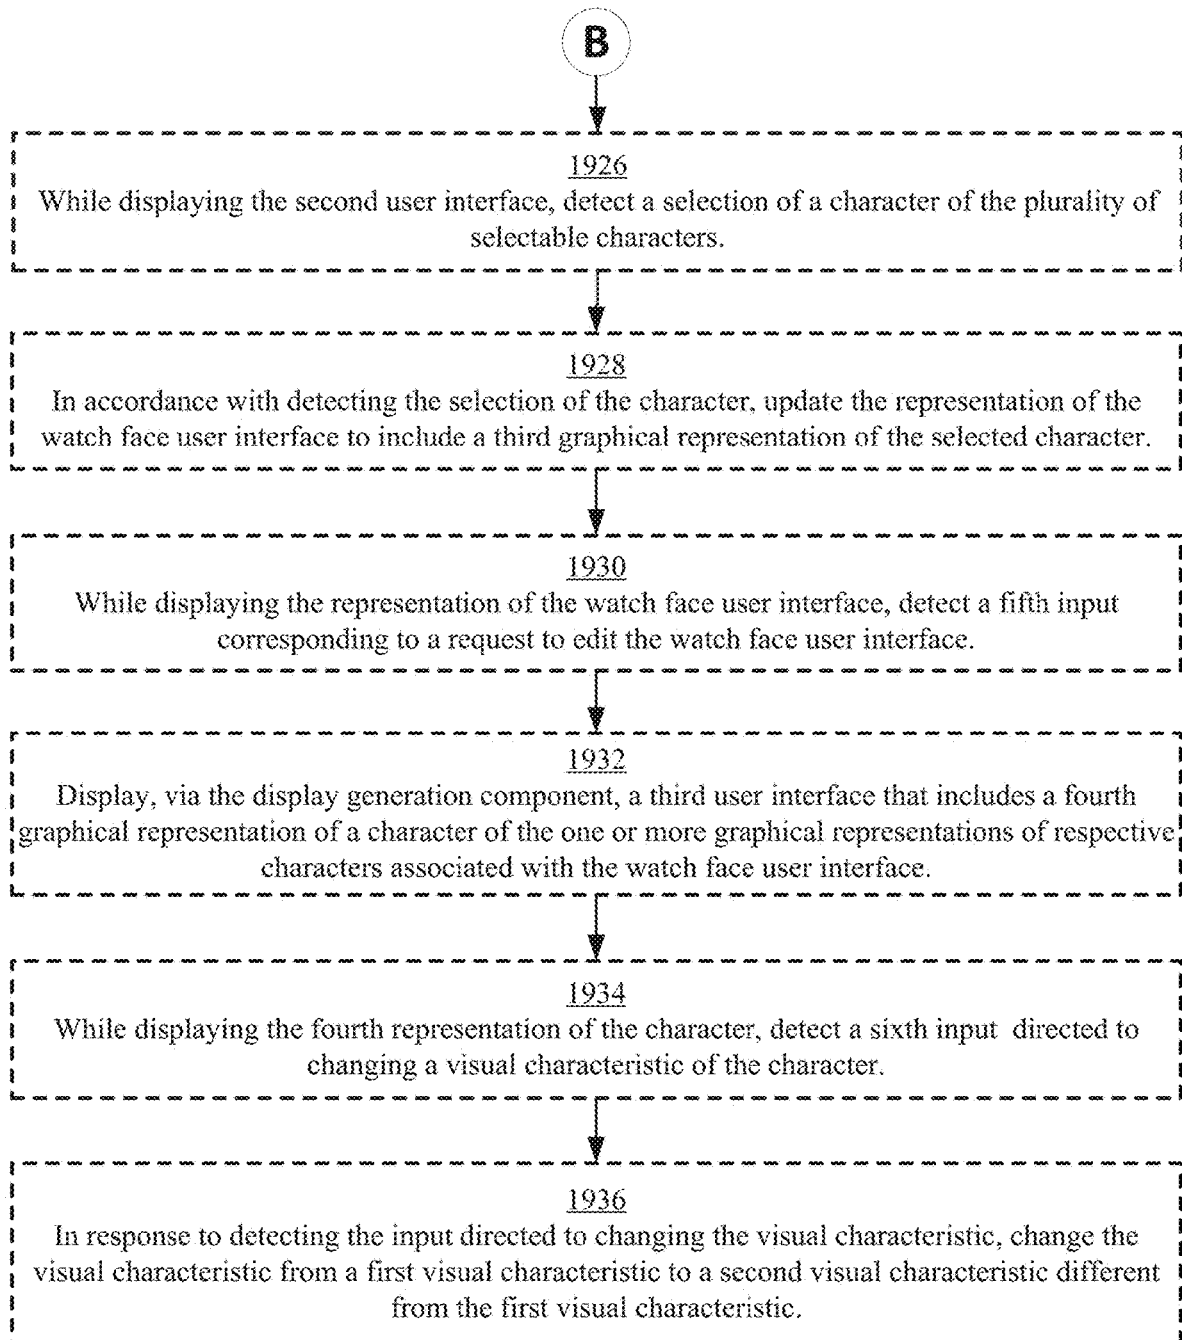 B
1926
While displaying the second user interface, detect a selection of a character of the plurality of
selectable characters.
1928
In accordance with detecting the selection of the character, update the representation of the
watch face user interface to include a third graphical representation of the selected character.
1930
While displaying the representation of the watch face user interface, detect a fifth input
corresponding to a request to edit the watch face user interface.
1932
Display, via the display generation component, a third user interface that includes a fourth
graphical representation of a character of the one or more graphical representations of respective
characters associated with the watch face user interface.
1934
While displaying the fourth representation of the character, detect a sixth input directed to
changing a visual characteristic of the character.
1936
In response to detecting the input directed to changing the visual characteristic, change the
visual characteristic from a first visual characteristic to a second visual characteristic different
from the first visual characteristic.